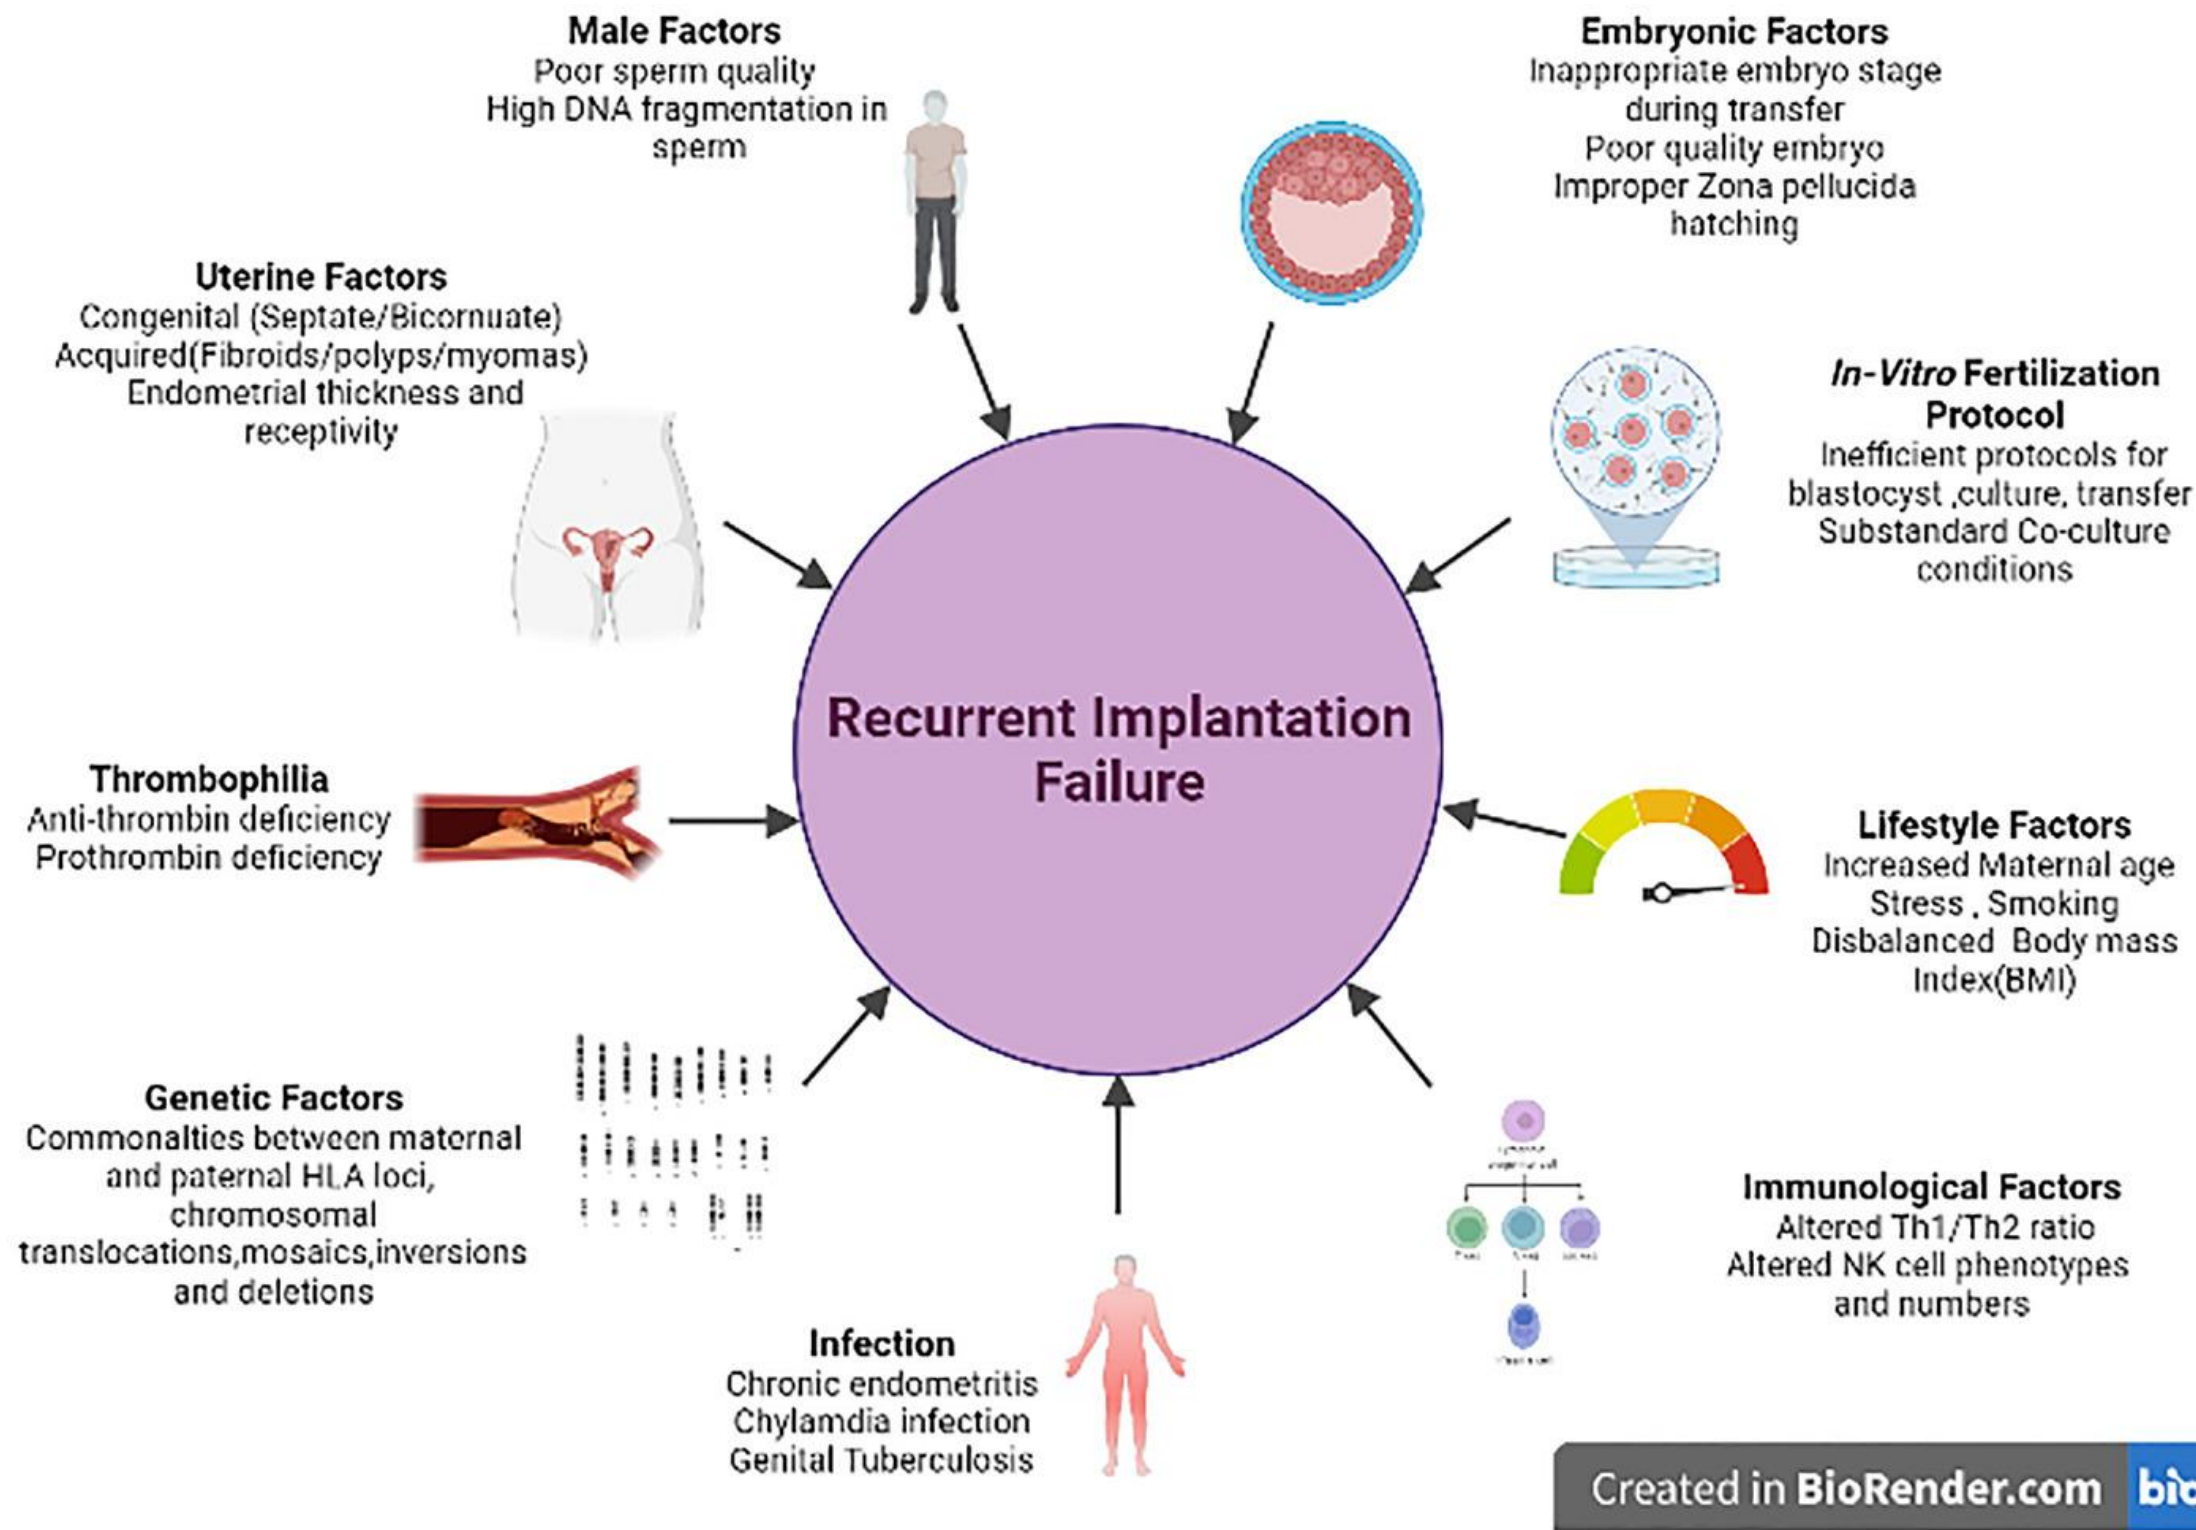 Male Factors
Poor sperm quality
High DNA fragmentation in
sperm
Embryonic Factors
Inappropriate embryo stage
during transfer
Poor quality embryo
Improper Zona pellucida
hatching
Uterine Factors
Congenital (Septate/Bicornuate)
Acquired(Fibroids/polyps/myomas)
Endometrial thickness and
receptivity
In-Vitro Fertilization
Protocol
Inefficient protocols for
blastocyst ,culture, transfer
Substandard Co-culture
conditions
Recurrent Implantation
Failure
Thrombophilia
Anti-thrombin deficiency
Prothrombin deficiency
Lifestyle Factors
Increased Maternal age
Stress , Smoking
Disbalanced Body mass
Index(BMI)
Genetic Factors
Commonalties between maternal
and paternal HLA loci,
chromosomal
translocations,mosaics,inversions
and deletions
Immunological Factors
Altered Th1/Th2 ratio
Altered NK cell phenotypes
and numbers
Infection
Chronic endometritis
Chylamdia infection
Genital Tuberculosis
Created in BioRender.com